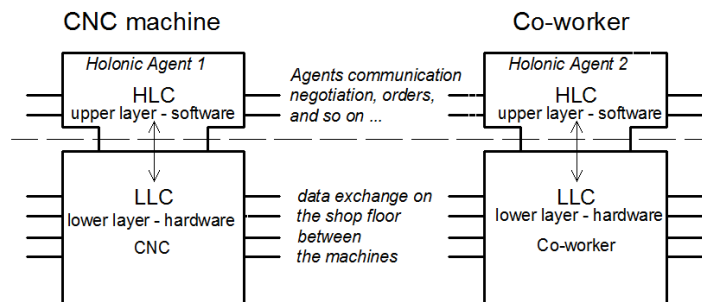 CNC machine
Co-worker
Holonic Agent 1
HLC
upper layer - software
Agents communication
negotiation, orders,
and so on ...
Holonic Agent 2
HLC
upper layer - software
LLC
lower layer - hardware
CNC
data exchange on
the shop floor
between
the machines
LLC
lower layer - hardware
Co-worker